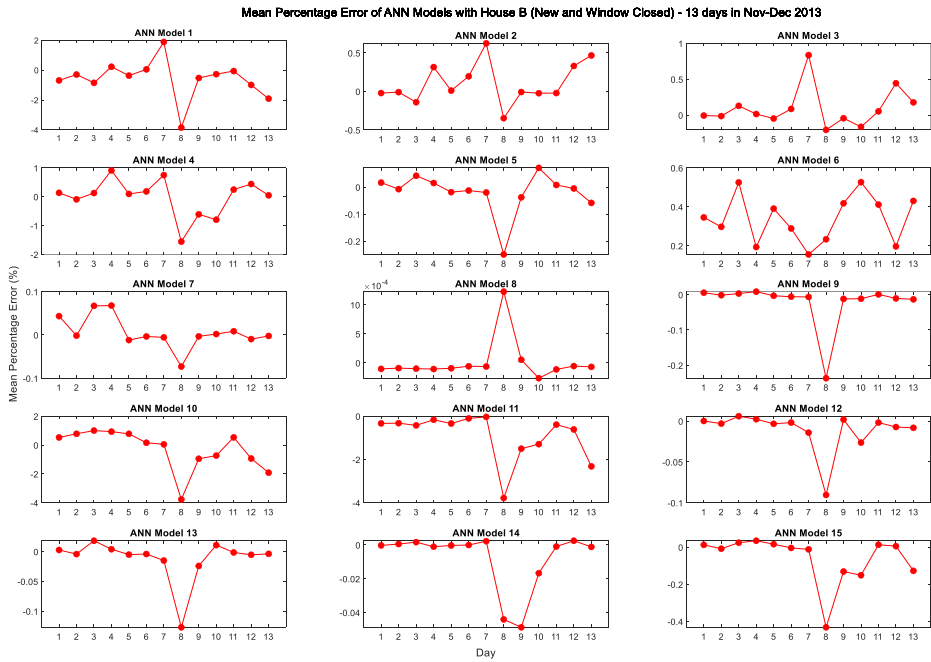 Mean Percentage Error of ANN Models with House B (New and Window Closed) - 13 days in Nov-Dec 2013
ANN Model 1
2
0
-2
-4
1 2 3 4 5 6 7 8 9 10 11 12 13
ANN Model 2
0.5
0
-0.5
1 2 3 4 5 6 7 8 9 10 11 12 13
ANN Model 3
1
0.5
0
1 2 3 4 5 6 7 8 9 10 11 12 13
ANN Model 4
1
0
-1
-2
1 2 3 4 5 6 7 8 9 10 11 12 13
ANN Model 5
0
-0.1
-0.2
1 2 3 4 5 6 7 8 9 10 11 12 13
ANN Model 6
0.6
0.4
0.2
1 2 3 4 5 6 7 8 9 10 11 12 13
Mean Percentage Error (%)
ANN Model 7
0.1
0
-0.1
1 2 3 4 5 6 7 8 9 10 11 12 13
ANN Model 8
×10-4
10
5
0
1 2 3 4 5 6 7 8 9 10 11 12 13
ANN Model 9
0
-0.1
-0.2
1 2 3 4 5 6 7 8 9 10 11 12 13
ANN Model 10
2
0
-2
-4
1 2 3 4 5 6 7 8 9 10 11 12 13
ANN Model 11
0
-2
-4
1 2 3 4 5 6 7 8 9 10 11 12 13
ANN Model 12
0
-0.05
-0.1
1 2 3 4 5 6 7 8 9 10 11 12 13
ANN Model 13
0
-0.05
-0.1
1 2 3 4 5 6 7 8 9 10 11 12 13
ANN Model 14
0
-0.02
-0.04
1 2 3 4 5 6 7 8 9 10 11 12 13
ANN Model 15
0
-0.2
-0.4
1 2 3 4 5 6 7 8 9 10 11 12 13
Day